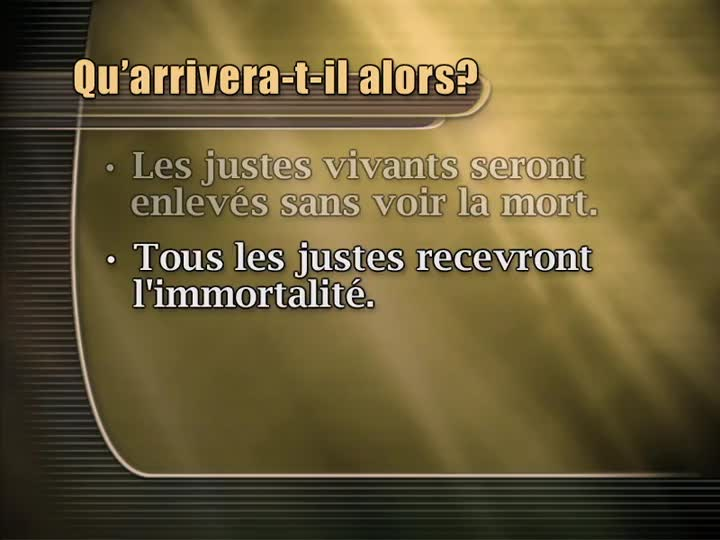 Qu’arrivera-t-il alors?
• Les justes vivants seront
enlevés sans voir la mort.
• Tous les justes recevront
l'immortalité.